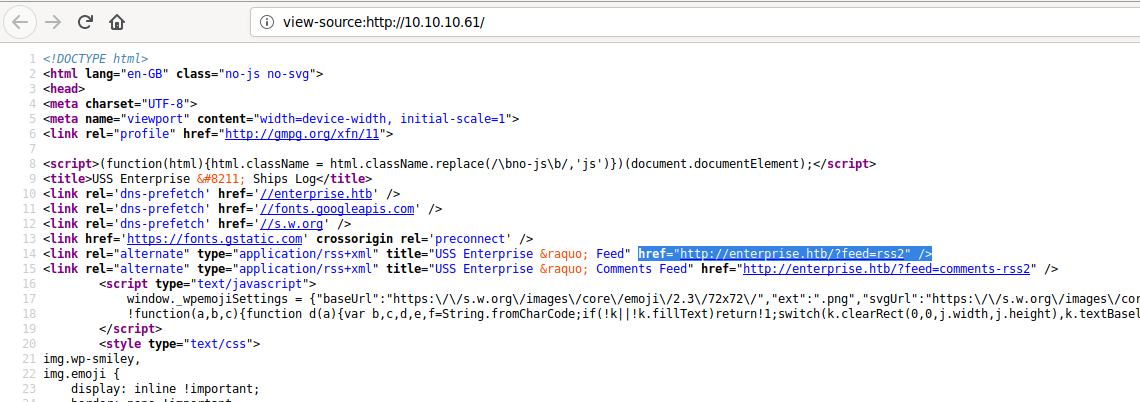 view-source:http://10.10.10.61/
1 <!DOCTYPE html>
2 <html lang="en-GB" class="no-js no-svg">
3 <head>
4 <meta charset="UTF-8">
5 <meta name="viewport" content="width=device-width, initial-scale=1">
6 <link rel="profile" href="http://gmpg.org/xfn/11">
7
8 <script>(function(html){html.className = html.className.replace(/\bno-js\b/,'js')})(document.documentElement);</script>
9 <title>USS Enterprise &#8211; Ships Log</title>
10 <link rel='dns-prefetch' href='//enterprise.htb' />
11 <link rel='dns-prefetch' href='//fonts.googleapis.com' />
12 <link rel='dns-prefetch' href='//s.w.org' />
13 <link href='https://fonts.gstatic.com' crossorigin rel='preconnect' />
14 <link rel="alternate" type="application/rss+xml" title="USS Enterprise &raquo; Feed" href="http://enterprise.htb/?feed=rss2" />
15 <link rel="alternate" type="application/rss+xml" title="USS Enterprise &raquo; Comments Feed" href="http://enterprise.htb/?feed=comments-rss2" />
16 <script type="text/javascript">
17 window._wpemojiSettings = {"baseUrl":"https:\/\/s.w.org\/images\/core\/emoji\/2.3\/72x72\/","ext":".png","svgUrl":"https:\/\/s.w.org\/images\/cor
18 !function(a,b,c){function d(a){var b,c,d,e,f=String.fromCharCode;if(!k||!k.fillText)return!1;switch(k.clearRect(0,0,j.width,j.height),k.textBasel
19 </script>
20 <style type="text/css">
21 img.wp-smiley,
22 img.emoji {
23 display: inline !important;